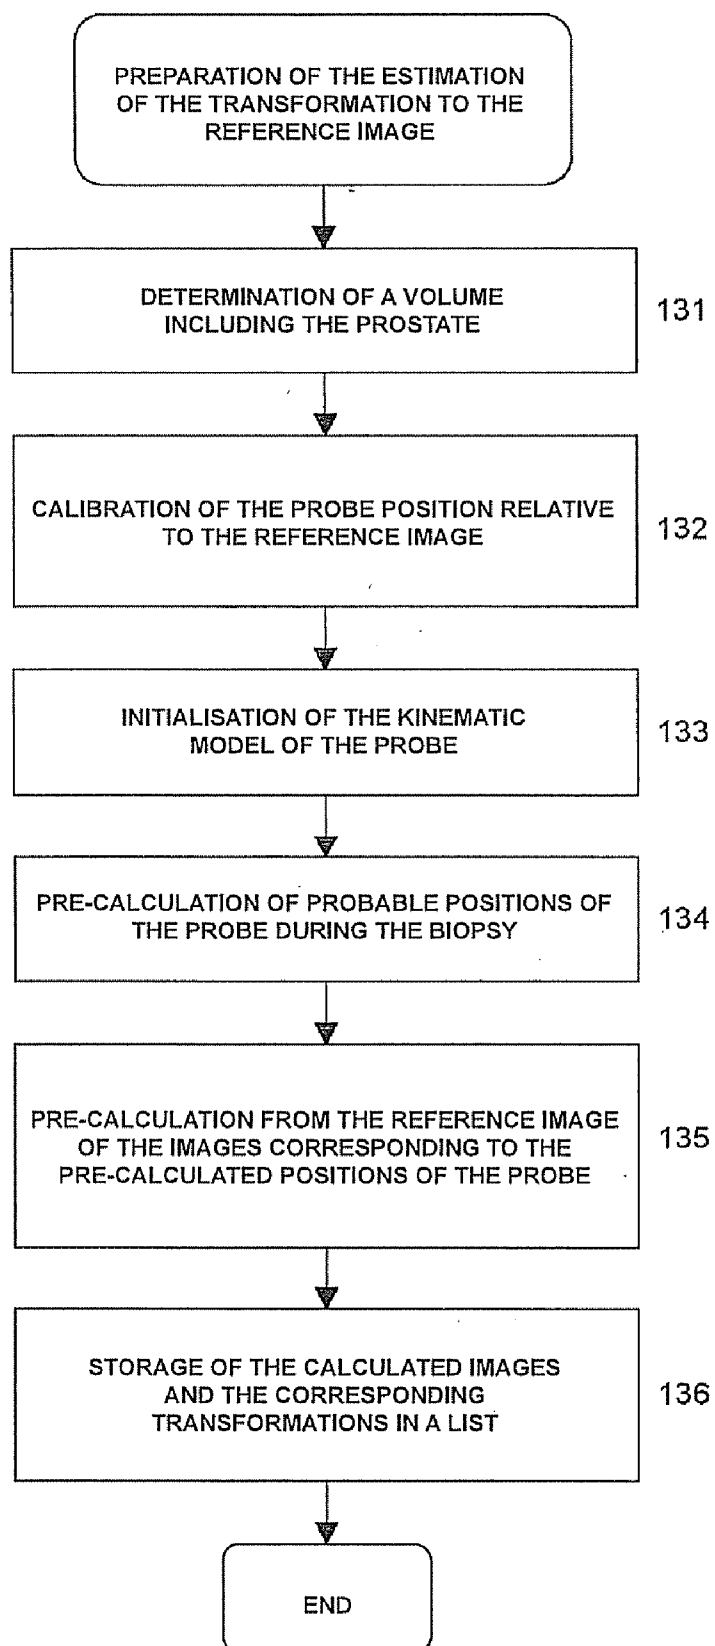 PREPARATION OF THE ESTIMATION
OF THE TRANSFORMATION TO THE
REFERENCE IMAGE
DETERMINATION OF A VOLUME
INCLUDING THE PROSTATE
131
CALIBRATION OF THE PROBE POSITION RELATIVE
TO THE REFERENCE IMAGE
132
INITIALISATION OF THE KINEMATIC
MODEL OF THE PROBE
133
PRE-CALCULATION OF PROBABLE POSITIONS OF
THE PROBE DURING THE BIOPSY
134
PRE-CALCULATION FROM THE REFERENCE IMAGE
OF THE IMAGES CORRESPONDING TO THE
PRE-CALCULATED POSITIONS OF THE PROBE
135
STORAGE OF THE CALCULATED IMAGES
AND THE CORRESPONDING
TRANSFORMATIONS IN A LIST
136
END